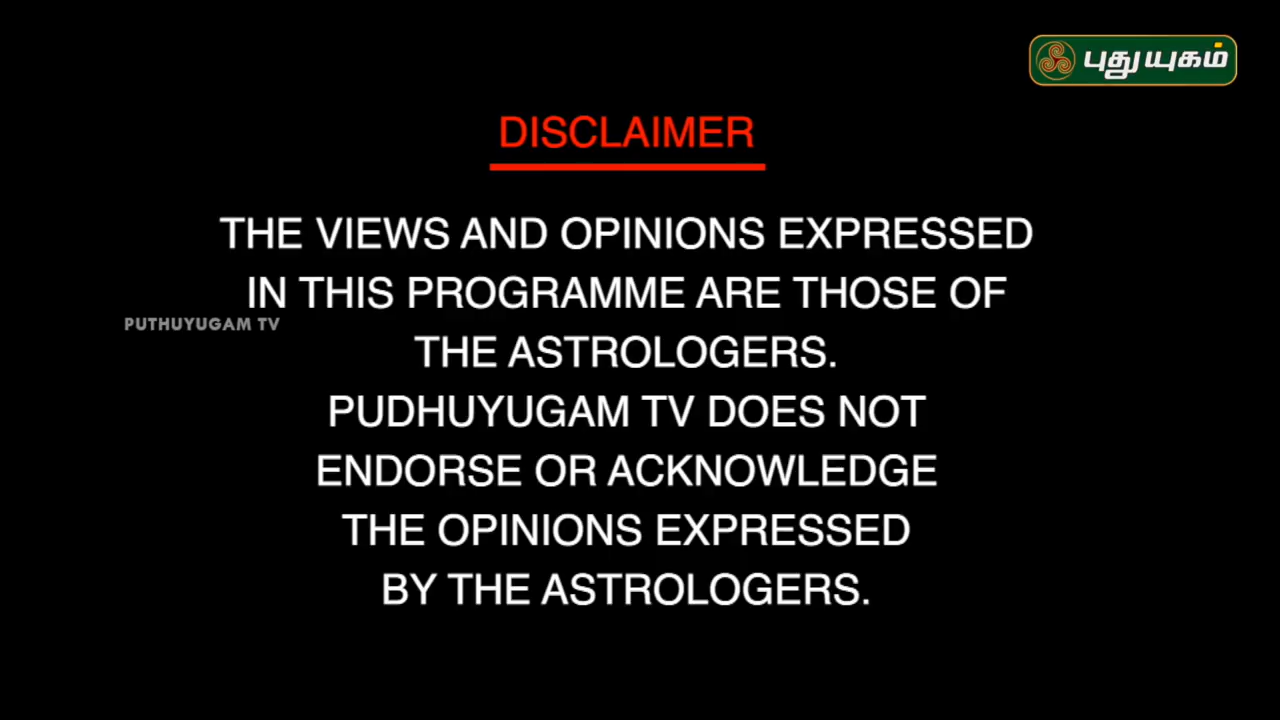 புதுயுகம்
DISCLAIMER
THE VIEWS AND OPINIONS EXPRESSED
IN THIS PROGRAMME ARE THOSE OF
PUTHUYUGAM TV
THE ASTROLOGERS.
PUDHUYUGAM TV DOES NOT
ENDORSE OR ACKNOWLEDGE
THE OPINIONS EXPRESSED
BY THE ASTROLOGERS.